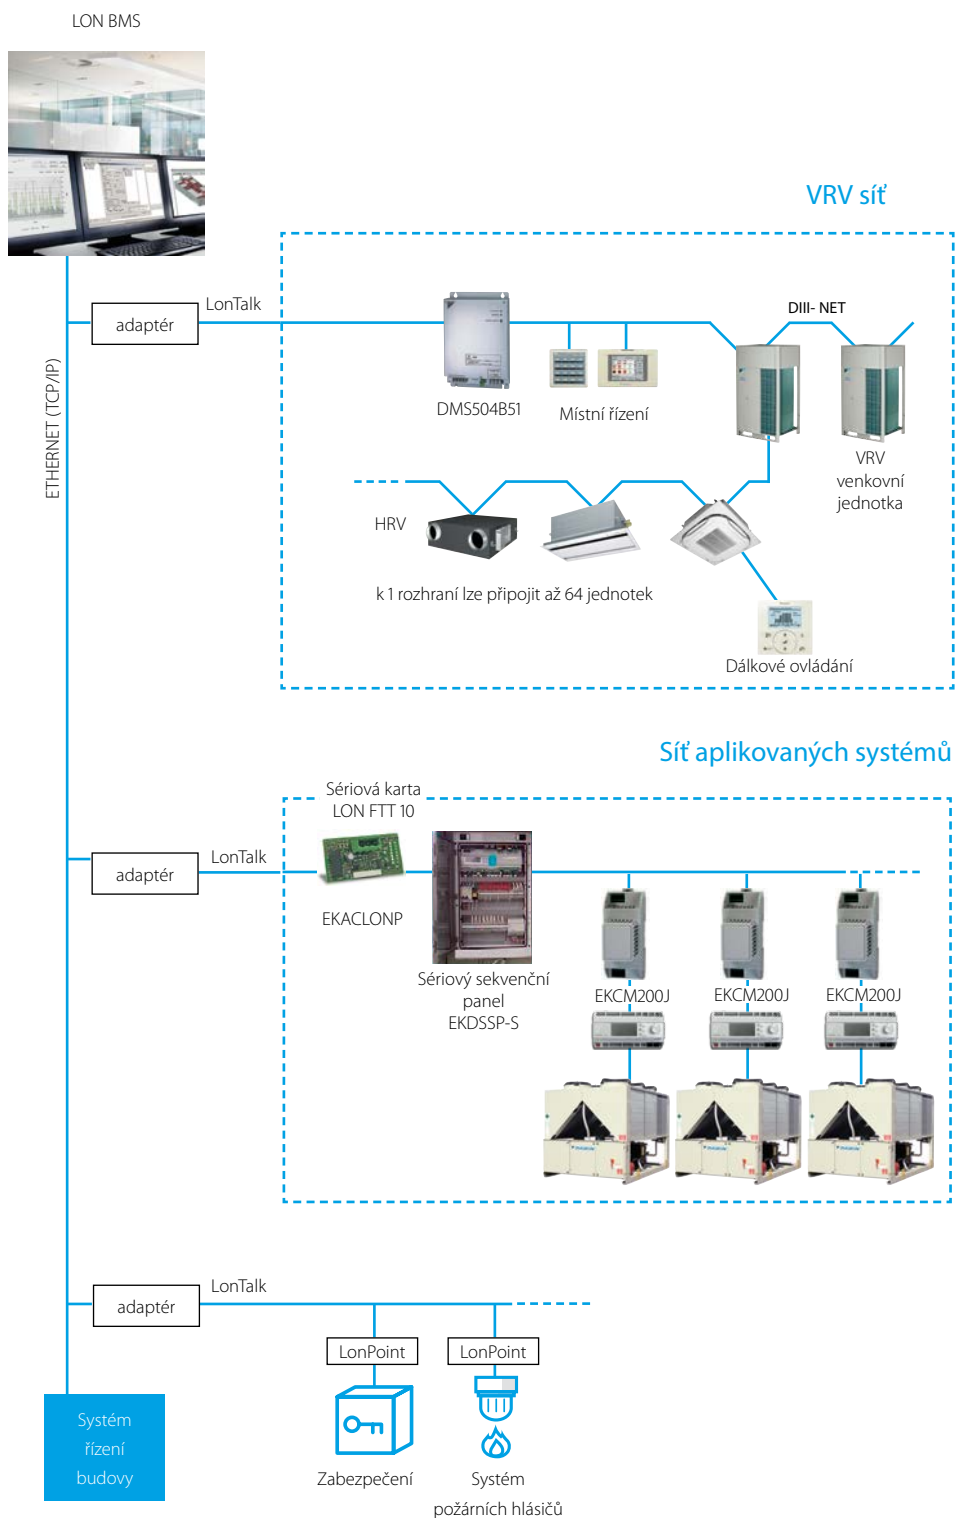 LON BMS
VRV síť
ETHERNET (TCP/IP)
adaptér
LonTalk
DIII- NET
DMS504B51
Místní řízení
VRV
venkovní
jednotka
HRV
k 1 rozhraní lze připojit až 64 jednotek
Dálkové ovládání
Síť aplikovaných systémů
Sériová karta
LON FTT 10
adaptér
LonTalk
EKACLONP
Sériový sekvenční
panel
EKDSSP-S
EKCM200J
EKCM200J
EKCM200J
adaptér
LonTalk
LonPoint
LonPoint
Systém
řízení
budovy
Zabezpečení
Systém
požárních hlásičů